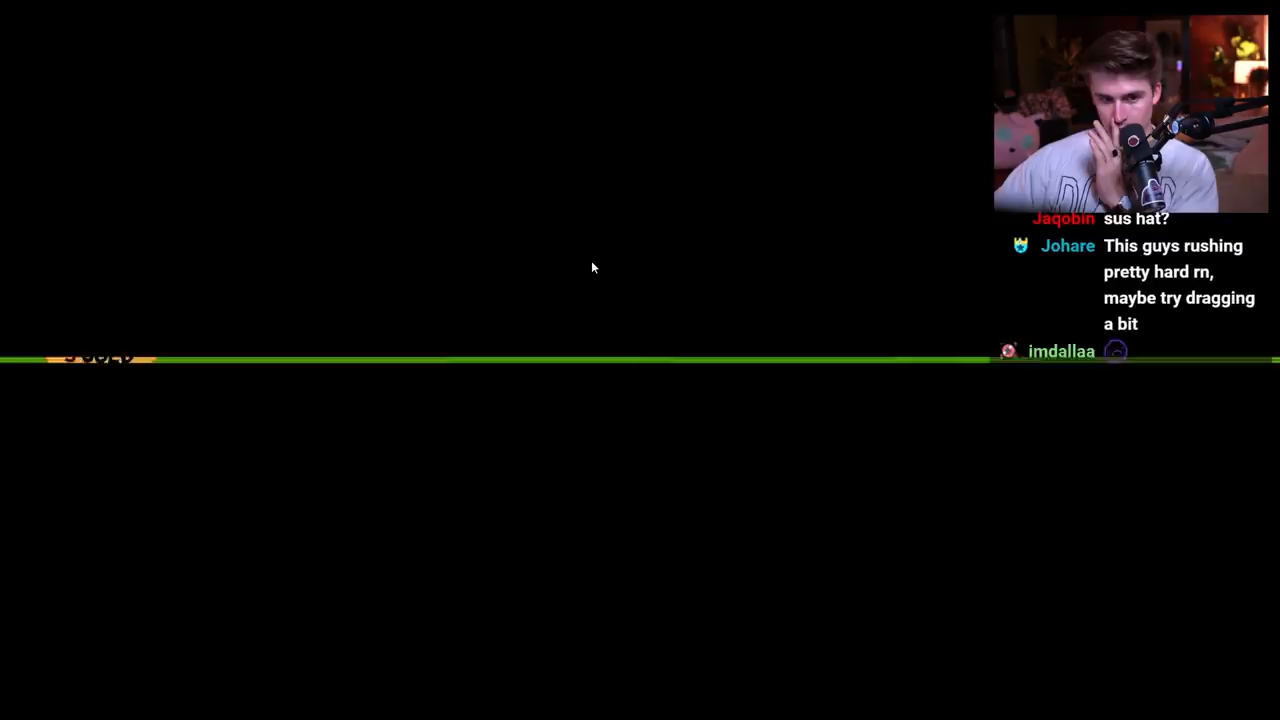 Jaqobin sus hat?
Johare This guys rushing
pretty hard rn,
maybe try dragging
a bit
imdallaa